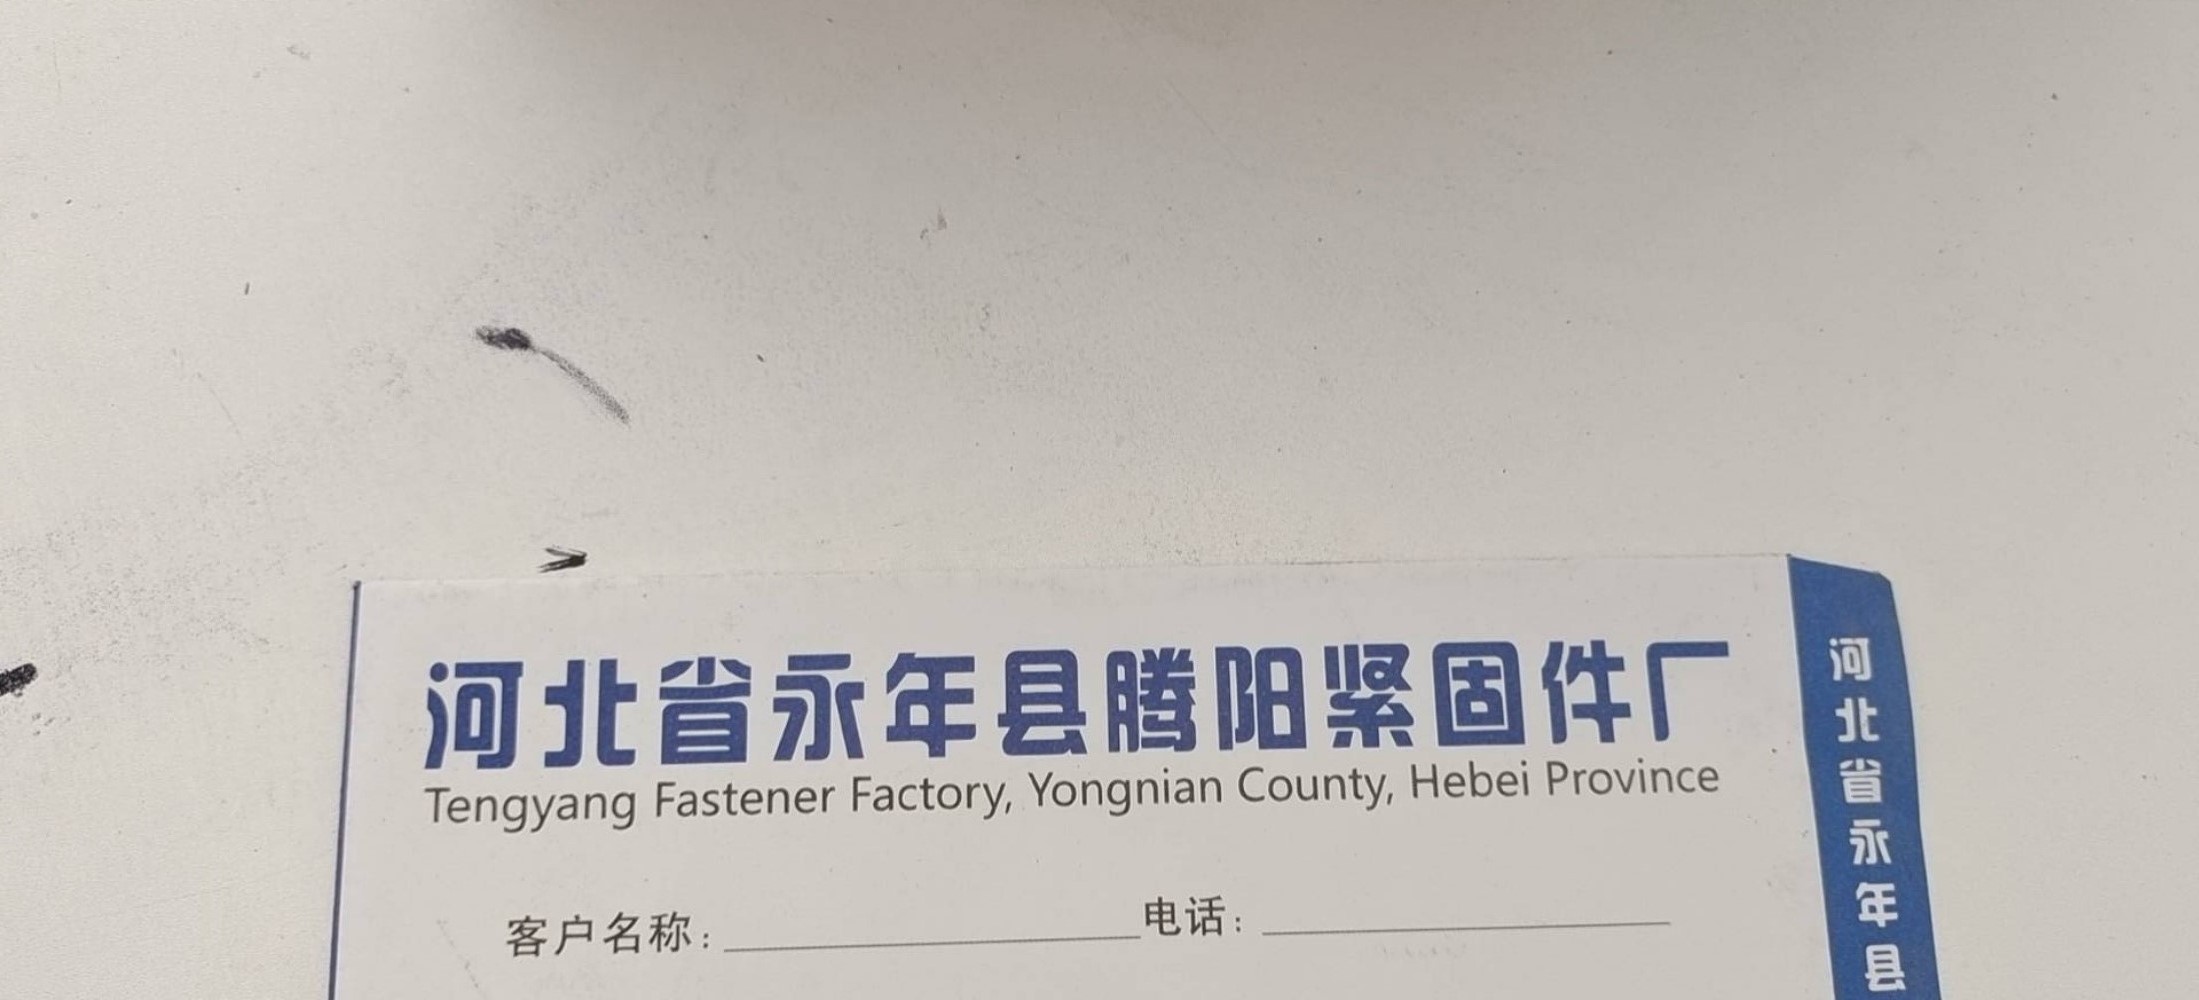 河北省永年县腾阳紧固件厂
Tengyang Fastener Factory, Yongnian County, Hebei Province
客户名称：
电话：
河北省永年县